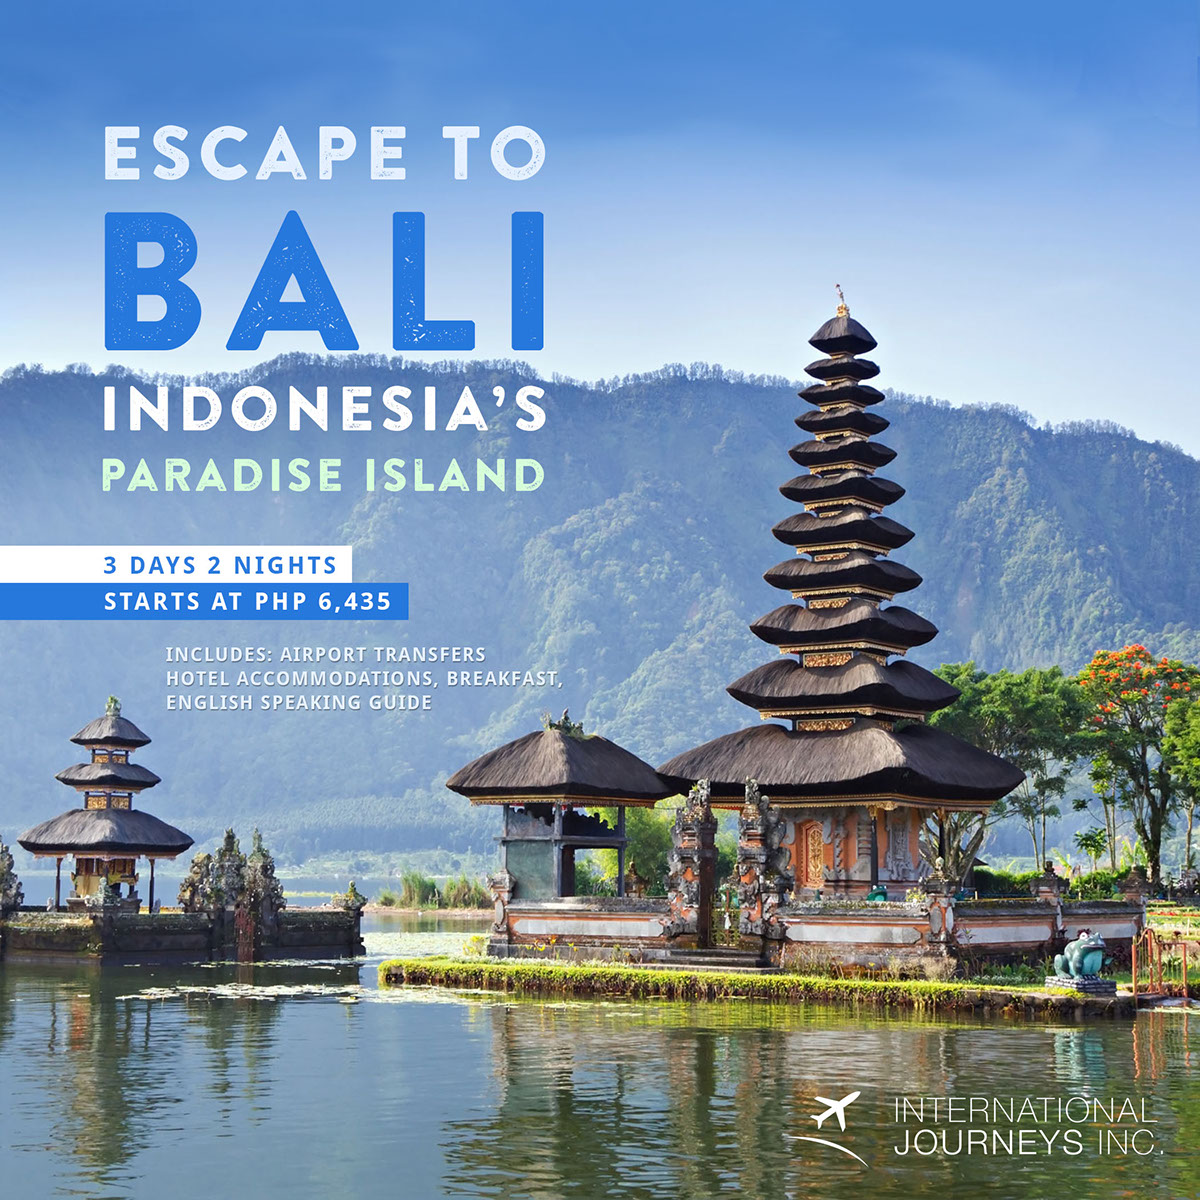 ESCAPE TO
BALI
INDONESIA'S
PARADISE ISLAND
3 DAYS 2 NIGHTS
STARTS AT PHP 6,435
INCLUDES: AIRPORT TRANSFERS
HOTEL ACCOMMODATIONS, BREAKFAST,
ENGLISH SPEAKING GUIDE
INTERNATIONAL
JOURNEYS INC.